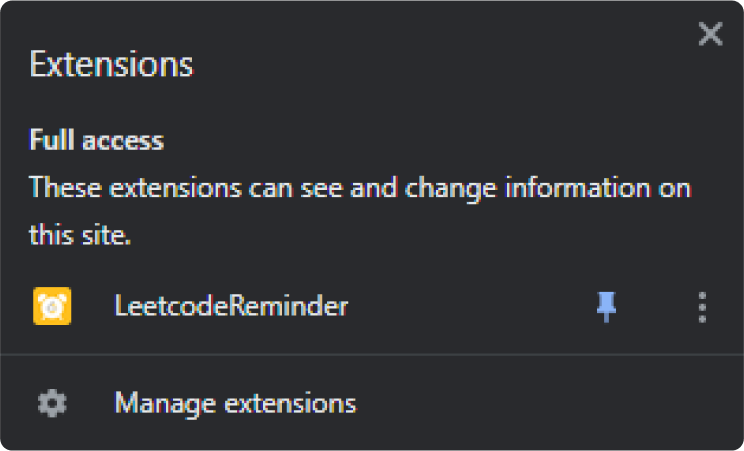 Extensions
Full access
These extensions can see and change information on
this site.
LeetcodeReminder
Manage extensions